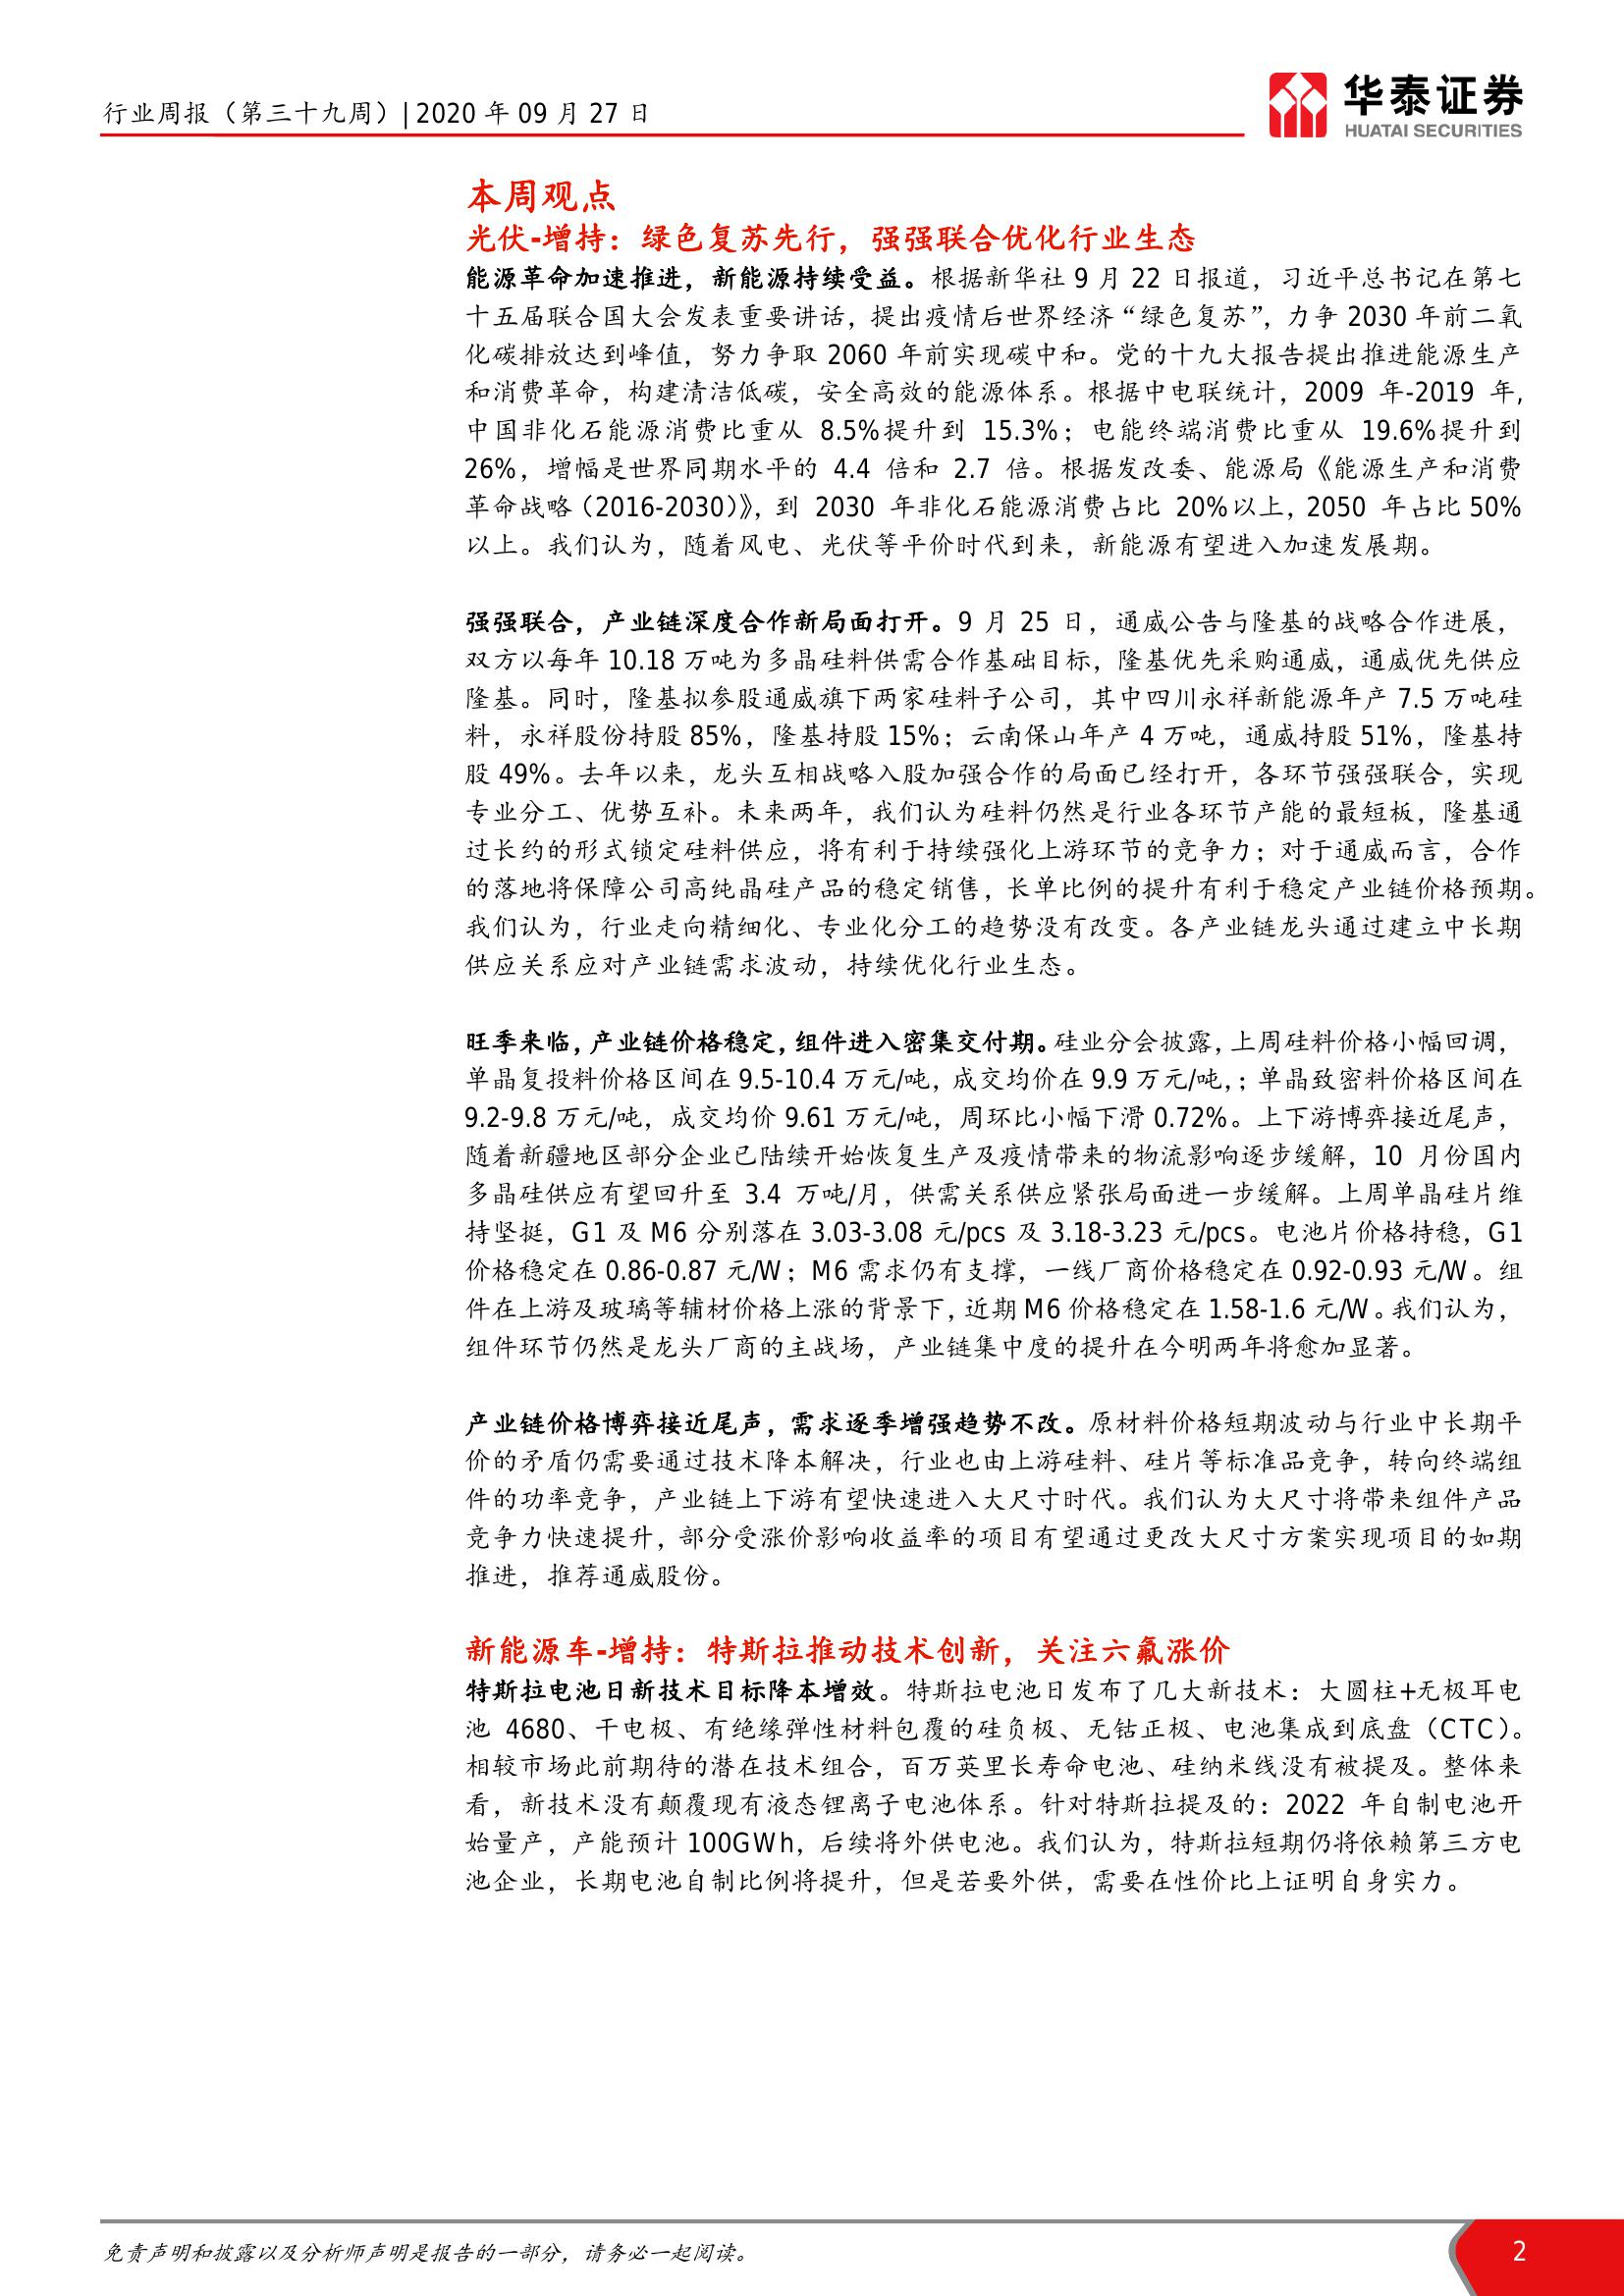 行业周报（第三十九周）| 2020 年 09 月 27 日
华泰证券
HUATAI SECURITIES
本周观点
光伏-增持：绿色复苏先行，强强联合优化行业生态
能源革命加速推进，新能源持续受益。根据新华社 9 月 22 日报道，习近平总书记在第七
十五届联合国大会发表重要讲话，提出疫情后世界经济“绿色复苏”，力争 2030 年前二氧
化碳排放达到峰值，努力争取 2060 年前实现碳中和。党的十九大报告提出推进能源生产
和消费革命，构建清洁低碳，安全高效的能源体系。根据中电联统计，2009 年-2019 年，
中国非化石能源消费比重从 8.5%提升到 15.3%；电能终端消费比重从 19.6%提升到
26%，增幅是世界同期水平的 4.4 倍和 2.7 倍。根据发改委、能源局《能源生产和消费
革命战略（2016-2030）》，到 2030 年非化石能源消费占比 20%以上，2050 年占比 50%
以上。我们认为，随着风电、光伏等平价时代到来，新能源有望进入加速发展期。
强强联合，产业链深度合作新局面打开。9 月 25 日，通威公告与隆基的战略合作进展，
双方以每年 10.18 万吨为多晶硅料供需合作基础目标，隆基优先采购通威，通威优先供应
隆基。同时，隆基拟参股通威旗下两家硅料子公司，其中四川永祥新能源年产 7.5 万吨硅
料，永祥股份持股 85%，隆基持股 15%；云南保山年产 4 万吨，通威持股 51%，隆基持
股 49%。去年以来，龙头互相战略入股加强合作的局面已经打开，各环节强强联合，实现
专业分工、优势互补。未来两年，我们认为硅料仍然是行业各环节产能的最短板，隆基通
过长约的形式锁定硅料供应，将有利于持续强化上游环节的竞争力；对于通威而言，合作
的落地将保障公司高纯晶硅产品的稳定销售，长单比例的提升有利于稳定产业链价格预期。
我们认为，行业走向精细化、专业化分工的趋势没有改变。各产业链龙头通过建立中长期
供应关系应对产业链需求波动，持续优化行业生态。
旺季来临，产业链价格稳定，组件进入密集交付期。硅业分会披露，上周硅料价格小幅回调，
单晶复投料价格区间在 9.5-10.4 万元/吨，成交均价在 9.9 万元/吨，；单晶致密料价格区间在
9.2-9.8 万元/吨，成交均价 9.61 万元/吨，周环比小幅下滑 0.72%。上下游博弈接近尾声，
随着新疆地区部分企业已陆续开始恢复生产及疫情带来的物流影响逐步缓解，10 月份国内
多晶硅供应有望回升至 3.4 万吨/月，供需关系供应紧张局面进一步缓解。上周单晶硅片维
持坚挺，G1 及 M6 分别落在 3.03-3.08 元/pcs 及 3.18-3.23 元/pcs。电池片价格持稳，G1
价格稳定在 0.86-0.87 元/W；M6 需求仍有支撑，一线厂商价格稳定在 0.92-0.93 元/W。组
件在上游及玻璃等辅材价格上涨的背景下，近期 M6 价格稳定在 1.58-1.6 元/W。我们认为，
组件环节仍然是龙头厂商的主战场，产业链集中度的提升在今明两年将愈加显著。
产业链价格博弈接近尾声，需求逐季增强趋势不改。原材料价格短期波动与行业中长期平
价的矛盾仍需要通过技术降本解决，行业也由上游硅料、硅片等标准品竞争，转向终端组
件的功率竞争，产业链上下游有望快速进入大尺寸时代。我们认为大尺寸将带来组件产品
竞争力快速提升，部分受涨价影响收益率的项目有望通过更改大尺寸方案实现项目的如期
推进，推荐通威股份。
新能源车-增持：特斯拉推动技术创新，关注六氟涨价
特斯拉电池日新技术目标降本增效。特斯拉电池日发布了几大新技术：大圆柱+无极耳电
池 4680、干电极、有绝缘弹性材料包覆的硅负极、无钴正极、电池集成到底盘（CTC）。
相较市场此前期待的潜在技术组合，百万英里长寿命电池、硅纳米线没有被提及。整体来
看，新技术没有颠覆现有液态锂离子电池体系。针对特斯拉提及的：2022 年自制电池开
始量产，产能预计 100GWh，后续将外供电池。我们认为，特斯拉短期仍将依赖第三方电
池企业，长期电池自制比例将提升，但是若要外供，需要在性价比上证明自身实力。
免责声明和披露以及分析师声明是报告的一部分，请务必一起阅读。
2